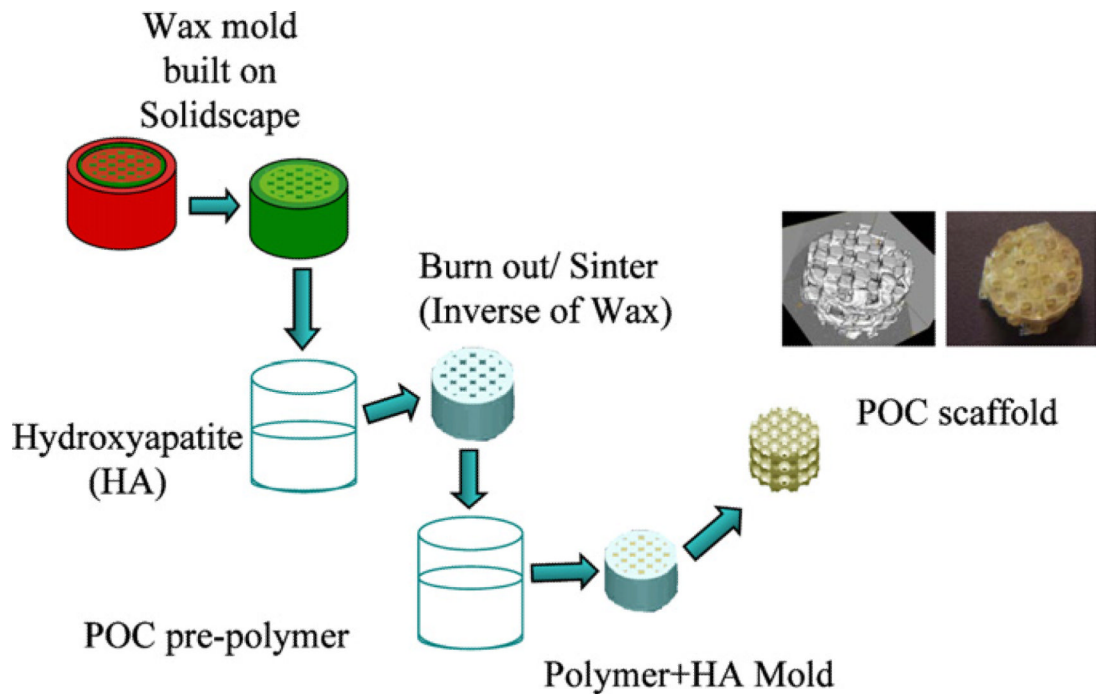 Wax mold
built on
Solidscape
Burn out/ Sinter
(Inverse of Wax)
Hydroxyapatite
(HA)
POC scaffold
POC pre-polymer
Polymer+HA Mold